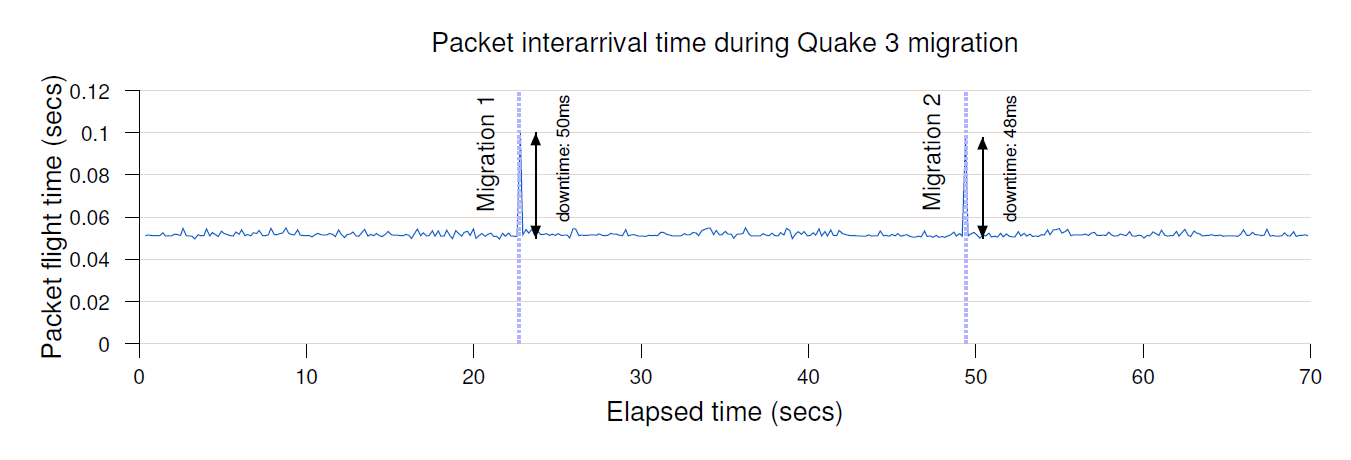 Packet interarrival time during Quake 3 migration
Packet flight time (secs)
0.12
0.1
0.08
0.06
0.04
0.02
0
Migration 1
downtime: 50ms
Migration 2
downtime: 48ms
0 10 20 30 40 50 60 70
Elapsed time (secs)